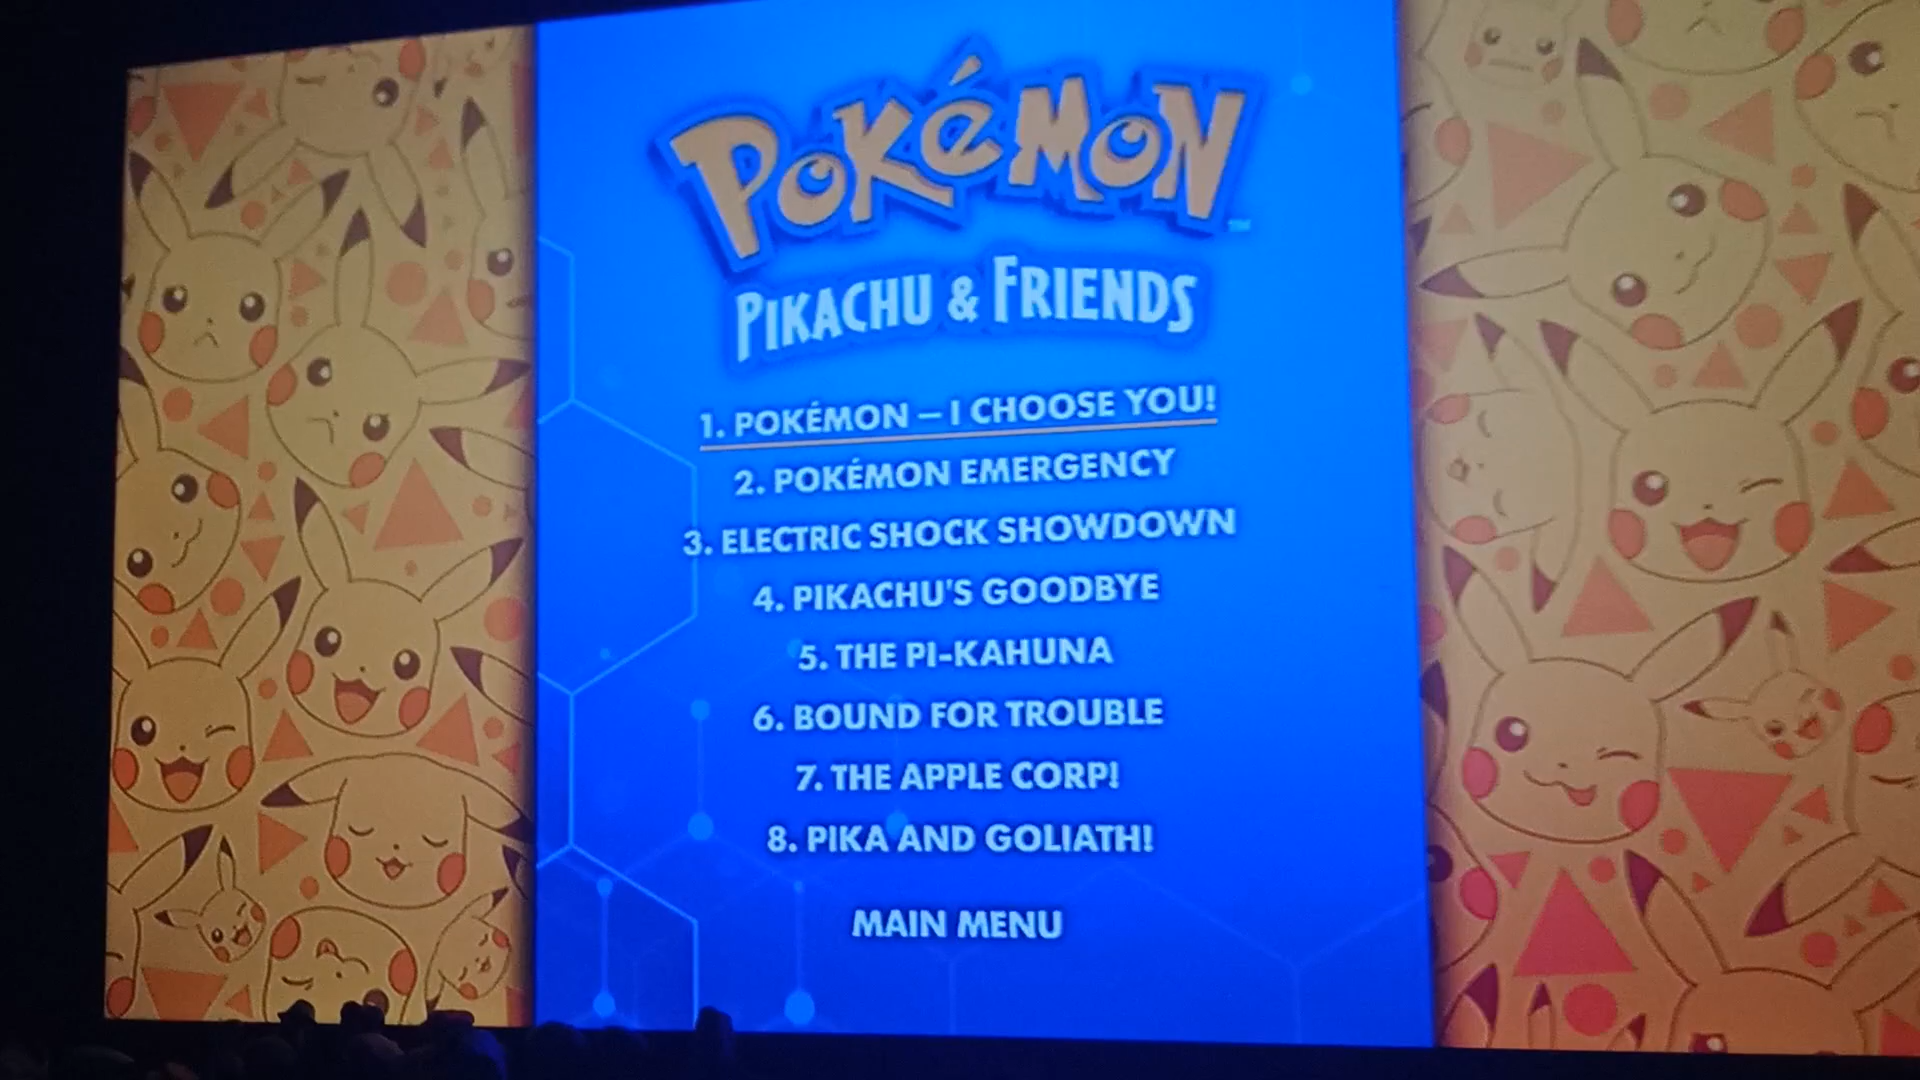 POKéMON
™
PIKACHU & FRIENDS
1. POKÉMON – I CHOOSE YOU!
2. POKÉMON EMERGENCY
3. ELECTRIC SHOCK SHOWDOWN
4. PIKACHU'S GOODBYE
5. THE PI-KAHUNA
6. BOUND FOR TROUBLE
7. THE APPLE CORP!
8. PIKA AND GOLIATH!
MAIN MENU